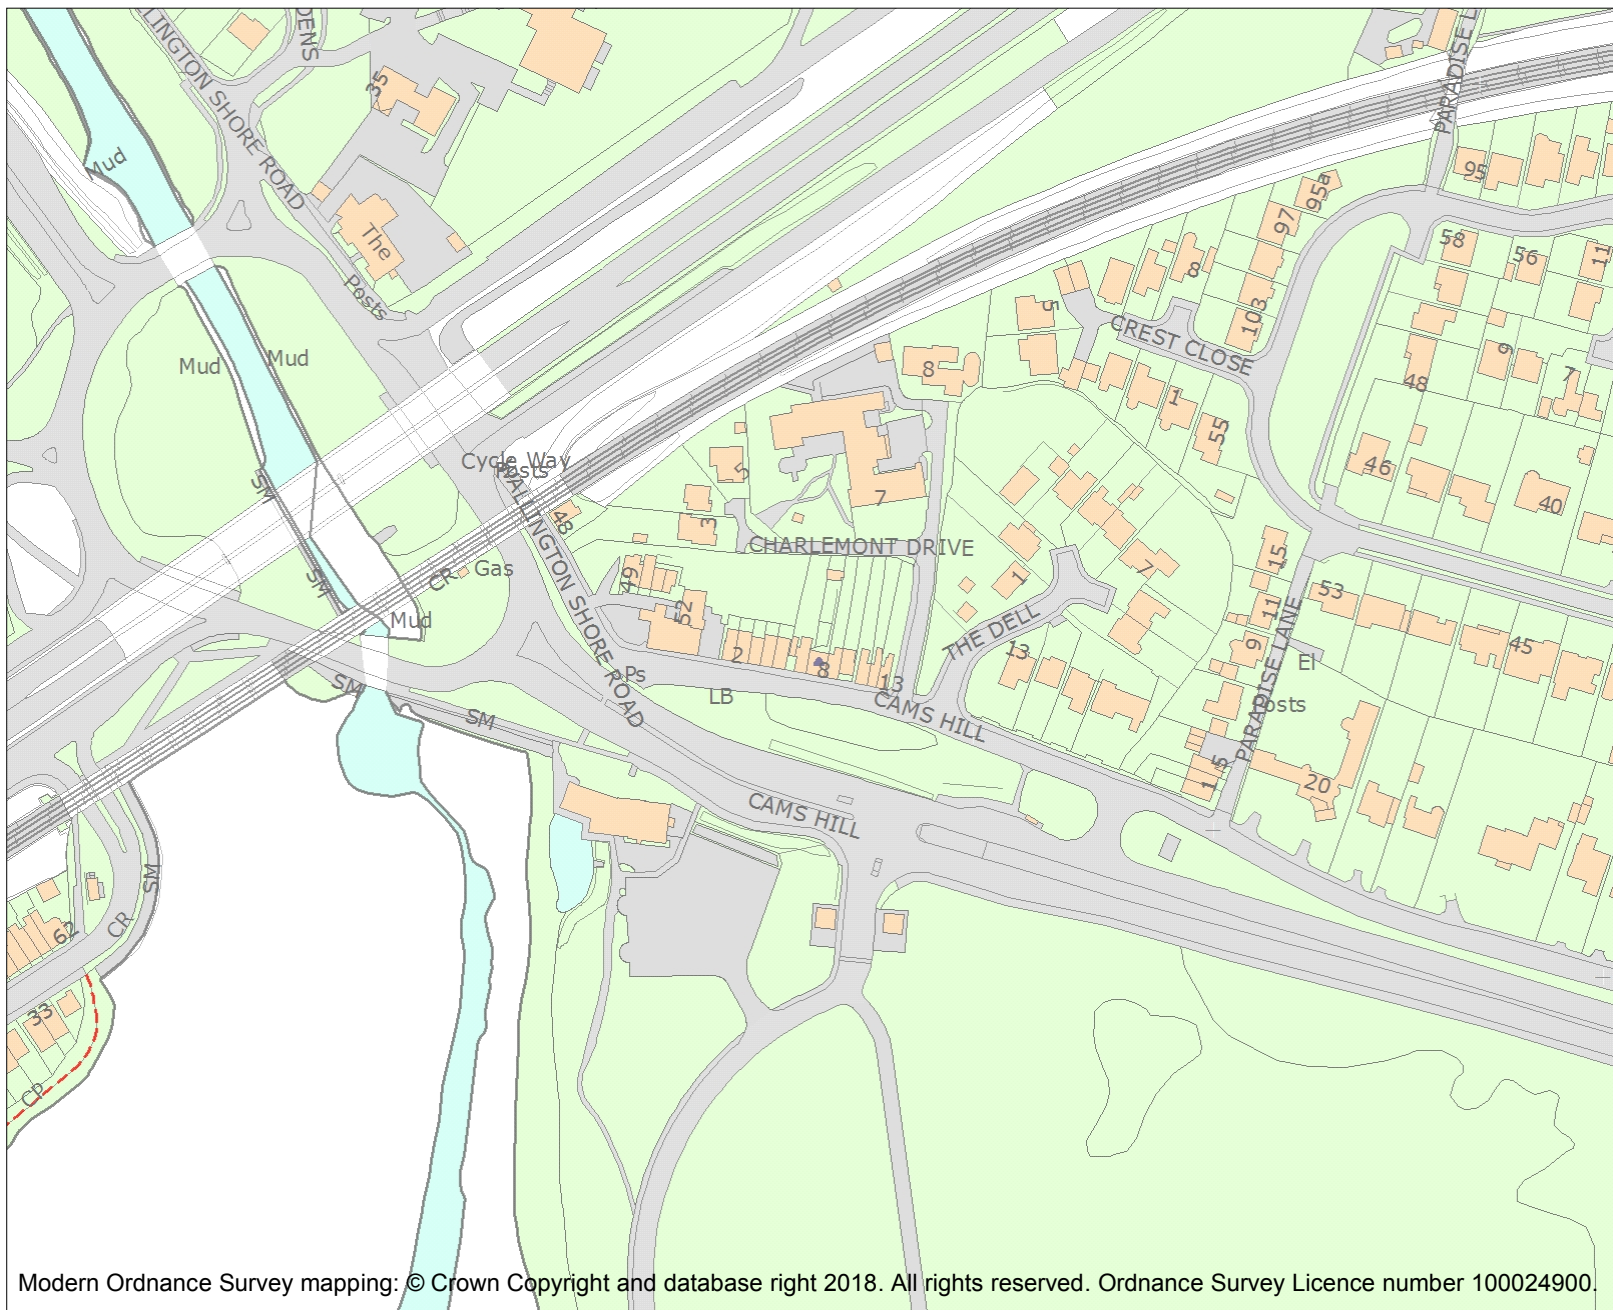 LLINGTON SHORE ROAD
DENS
35
PARADISE L
Mud
The
Posts
95
95a
97
58
56
11
8
5
103
CREST CLOSE
Mud
Mud
8
9
48
7
1
55
Cycle Way
Posts
5
46
7
40
SM
48
WALLINGTON SHORE ROAD
3
CHARLEMONT DRIVE
15
Gas
CR
49
SM
1
7
53
11
Mud
52
THE DELL
2
13
9
45
El
Ps
8
13
SM
LB
CAMS HILL
Posts
PARADISE LANE
SM
5
1
20
CAMS HILL
SM
62
CR
33
CP
Modern Ordnance Survey mapping: © Crown Copyright and database right 2018. All rights reserved. Ordnance Survey Licence number 100024900.